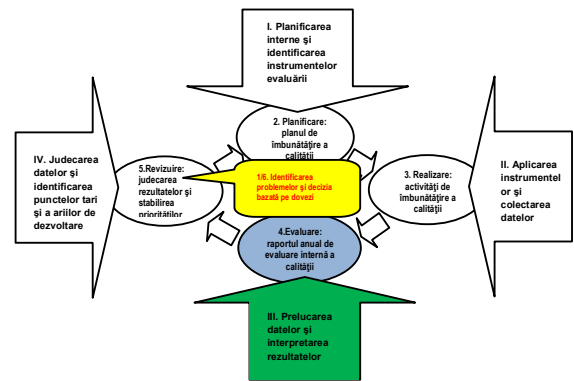 I. Planificarea
interne şi
identificarea
instrumentelor
evaluării
2. Planificare:
planul de
îmbunătăţire a
calităţii
IV. Judecarea
datelor şi
identificarea
punctelor tari
şi a ariilor de
dezvoltare
5.Revizuire:
judecarea
rezultatelor şi
stabilirea
priorităţilor
1/6. Identificarea
problemelor şi decizia
bazată pe dovezi
3. Realizare:
activităţi de
îmbunătăţire a
calităţii
II. Aplicarea
instrumentel
or şi
colectarea
datelor
4.Evaluare:
raportul anual de
evaluare internă a
calităţii
III. Prelucarea
datelor şi
interpretarea
rezultatelor